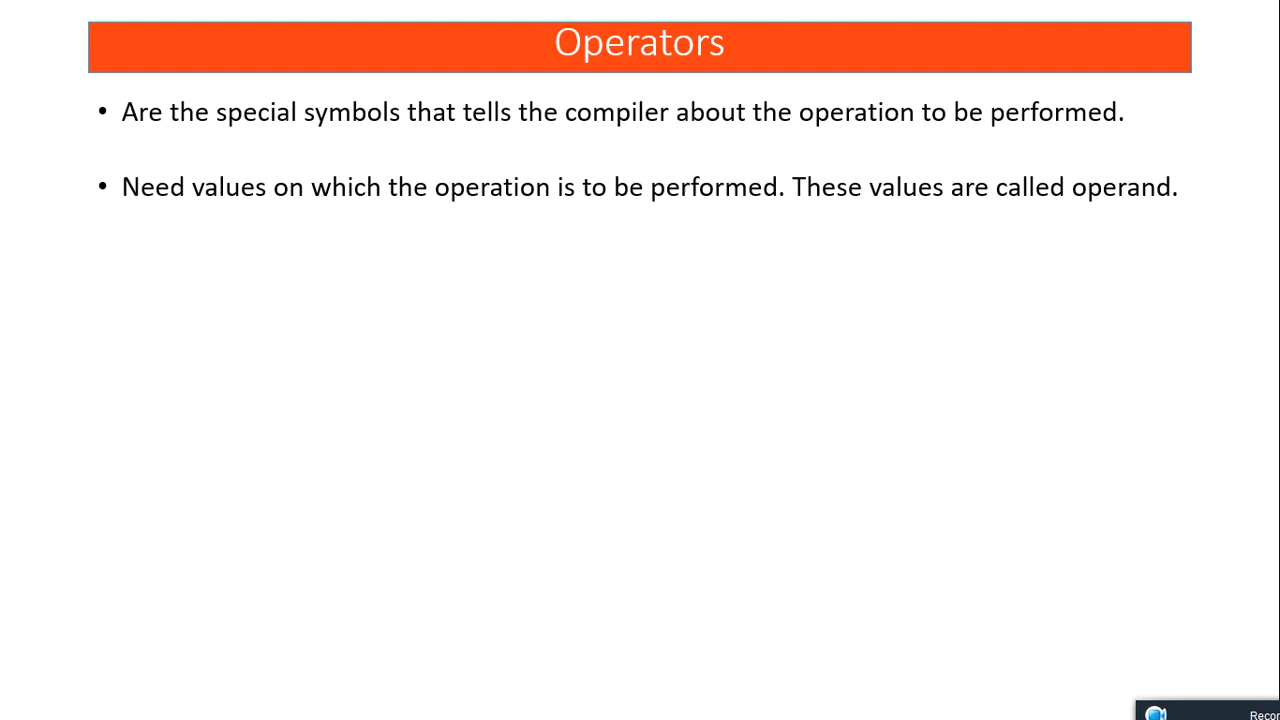 Operators
• Are the special symbols that tells the compiler about the operation to be performed.
• Need values on which the operation is to be performed. These values are called operand.
Recor